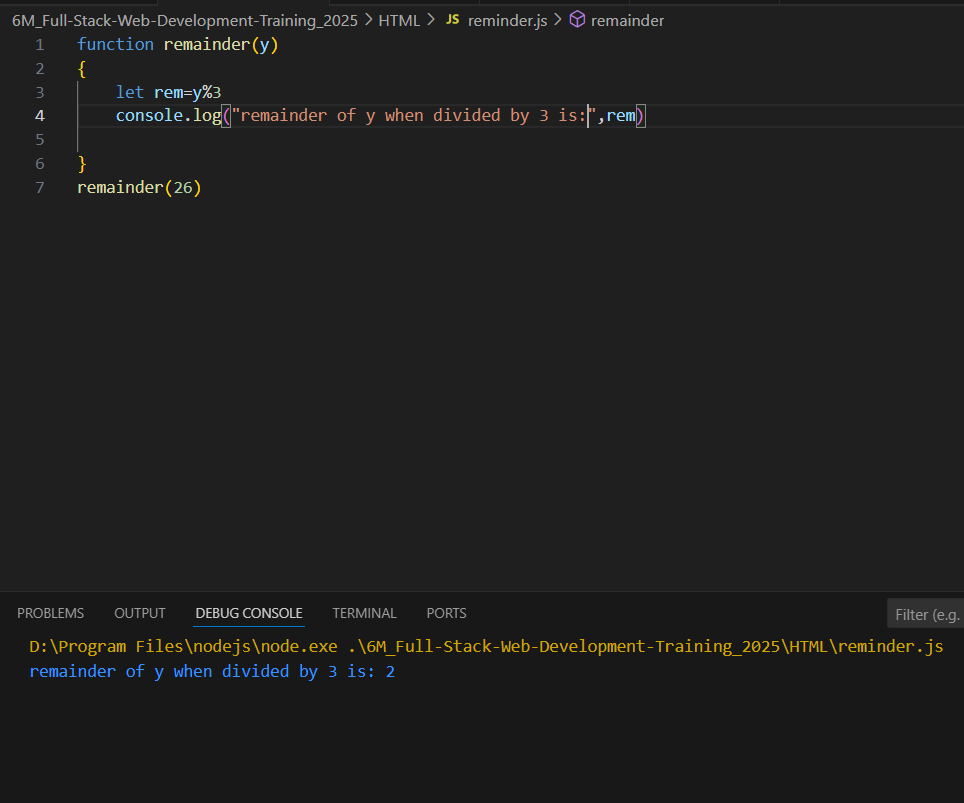 6M_Full-Stack-Web-Development-Training_2025 > HTML > JS reminder.js > remainder
1 function remainder(y)
2 {
3 let rem=y%3
4 console.log("remainder of y when divided by 3 is:",rem)
5
6 }
7 remainder(26)
PROBLEMS OUTPUT DEBUG CONSOLE TERMINAL PORTS Filter (e.g.
D:\Program Files\nodejs\node.exe .\6M_Full-Stack-Web-Development-Training_2025\HTML\reminder.js
remainder of y when divided by 3 is: 2